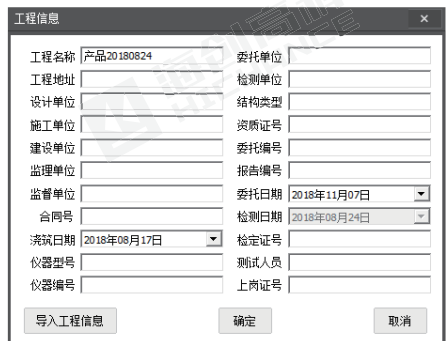 工程信息 ×
工程名称 产品20180824 委托单位
工程地址 检测单位
设计单位 结构类型
施工单位 资质证号
建设单位 委托编号
监理单位 报告编号
监督单位 委托日期 2018年11月07日
合同号 检测日期 2018年08月24日
浇筑日期 2018年08月17日 检定证号
仪器型号 测试人员
仪器编号 上岗证号
导入工程信息 确定 取消
海创高科
HICHANCE